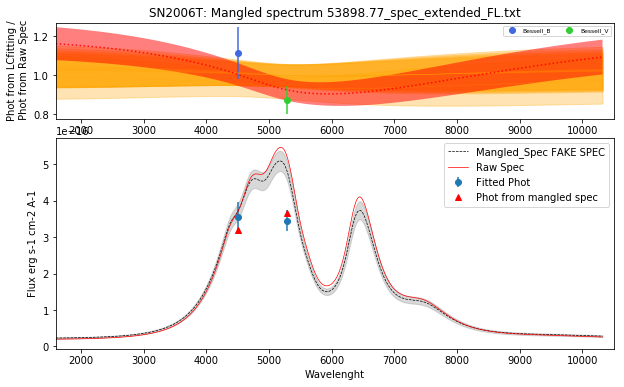 SN2006T: Mangled spectrum 53898.77_spec_extended_FL.txt
Phot from LCfitting /
Phot from Raw Spec
1.2
1.0
0.8
Bessell_B
Bessell_V
2000 3000 4000 5000 6000 7000 8000 9000 10000
Flux erg s-1 cm-2 A-1
5
4
3
2
1
0
Mangled_Spec FAKE SPEC
Raw Spec
Fitted Phot
Phot from mangled spec
2000 3000 4000 5000 6000 7000 8000 9000 10000
Wavelenght